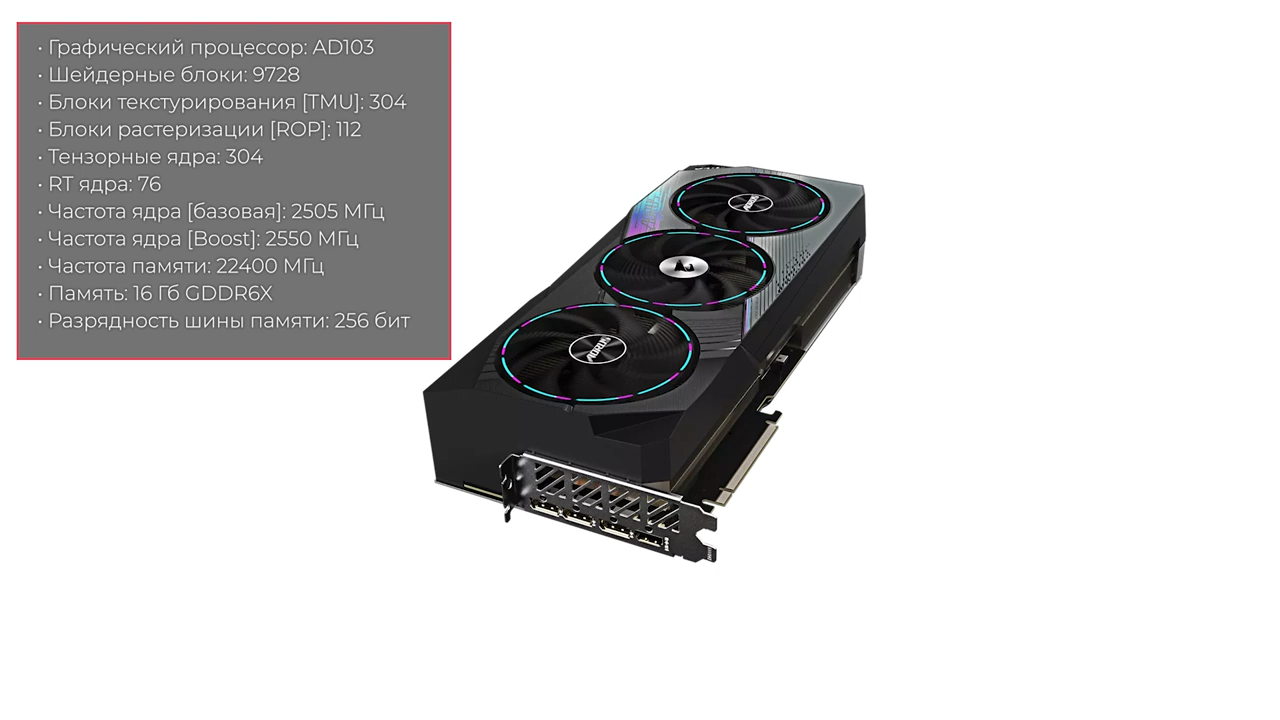 • Графический процессор: AD103
• Шейдерные блоки: 9728
• Блоки текстурирования [TMU]: 304
• Блоки растеризации [ROP]: 112
• Тензорные ядра: 304
• RT ядра: 76
• Частота ядра [базовая]: 2505 МГц
• Частота ядра [Boost]: 2550 МГц
• Частота памяти: 22400 МГц
• Память: 16 Гб GDDR6X
• Разрядность шины памяти: 256 бит
AORUS
AORUS